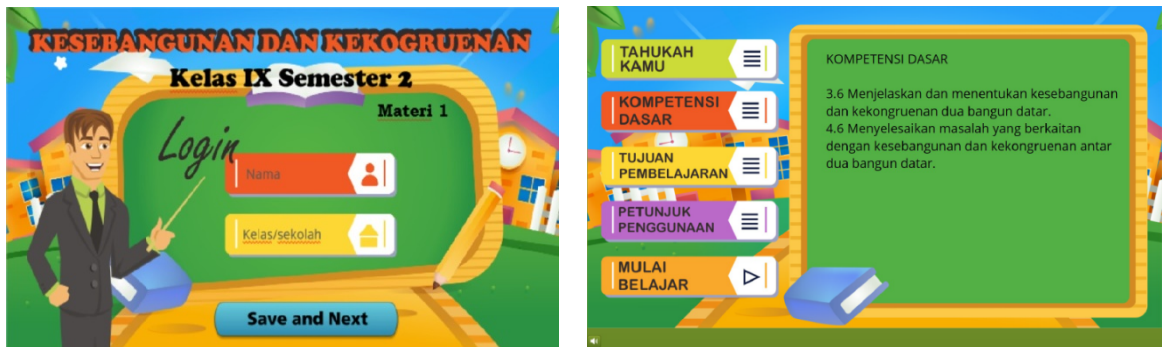 KESEBANGUNAN DAN KEKOGRUENAN
Kelas IX Semester 2
Materi 1
Login
Nama
Kelas/sekolah
Save and Next
TAHUKAH
KAMU
KOMPETENSI
DASAR
TUJUAN
PEMBELAJARAN
PETUNJUK
PENGGUNAAN
MULAI
BELAJAR
KOMPETENSI DASAR
3.6 Menjelaskan dan menentukan kesebangunan
dan kekongruenan dua bangun datar.
4.6 Menyelesaikan masalah yang berkaitan
dengan kesebangunan dan kekongruenan antar
dua bangun datar.